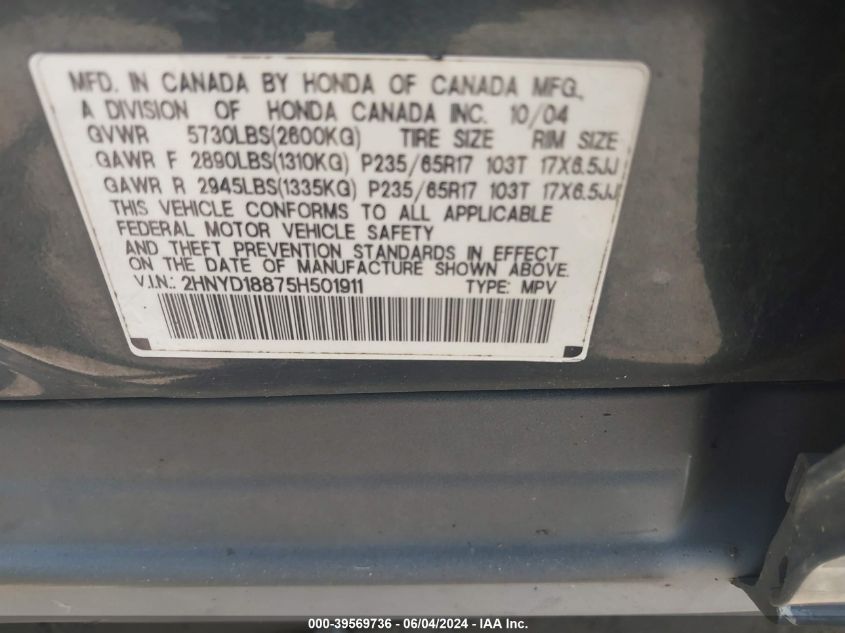 MFD. IN CANADA BY HONDA OF CANADA MFG.,
A DIVISION OF HONDA CANADA INC. 10/04
GVWR 5730LBS(2600KG) TIRE SIZE RIM SIZE
GAWR F 2890LBS(1310KG) P235/65R17 103T 17X6.5JJ
GAWR R 2945LBS(1335KG) P235/65R17 103T 17X6.5JJ
THIS VEHICLE CONFORMS TO ALL APPLICABLE
FEDERAL MOTOR VEHICLE SAFETY
AND THEFT PREVENTION STANDARDS IN EFFECT
ON THE DATE OF MANUFACTURE SHOWN ABOVE.
V.I.N.: 2HNYD18875H501911 TYPE: MPV
000-39569736 - 06/04/2024 - IAA Inc.